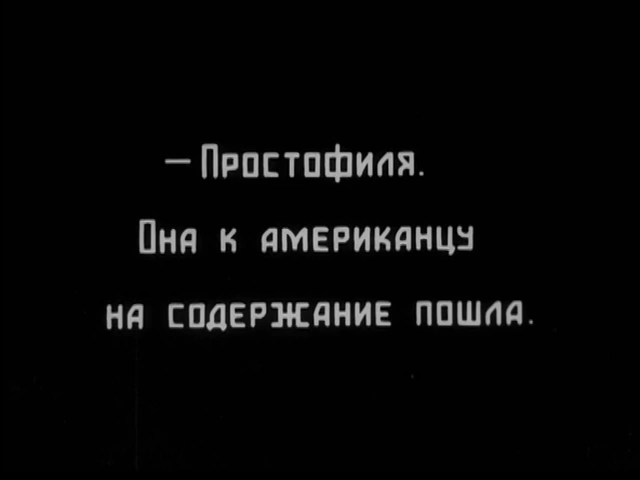 — Простофиля.
Она к американцу
на содержание пошла.